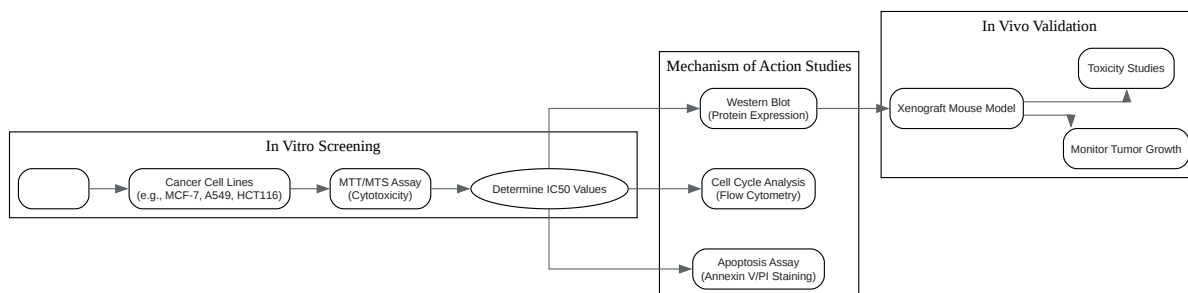 In Vitro Screening
Cancer Cell Lines
(e.g., MCF-7, A549, HCT116)
MTT/MTS Assay
(Cytotoxicity)
Determine IC50 Values
Mechanism of Action Studies
Western Blot
(Protein Expression)
Cell Cycle Analysis
(Flow Cytometry)
Apoptosis Assay
(Annexin V/PI Staining)
In Vivo Validation
Xenograft Mouse Model
Toxicity Studies
Monitor Tumor Growth